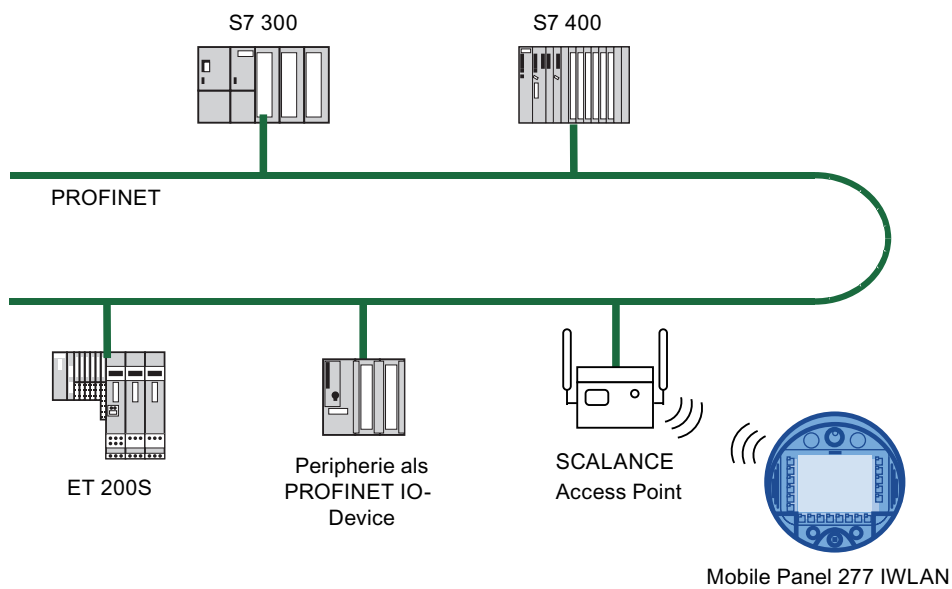 S7 300
S7 400
PROFINET
ET 200S
Peripherie als
PROFINET IO-
Device
SCALANCE
Access Point
Mobile Panel 277 IWLAN